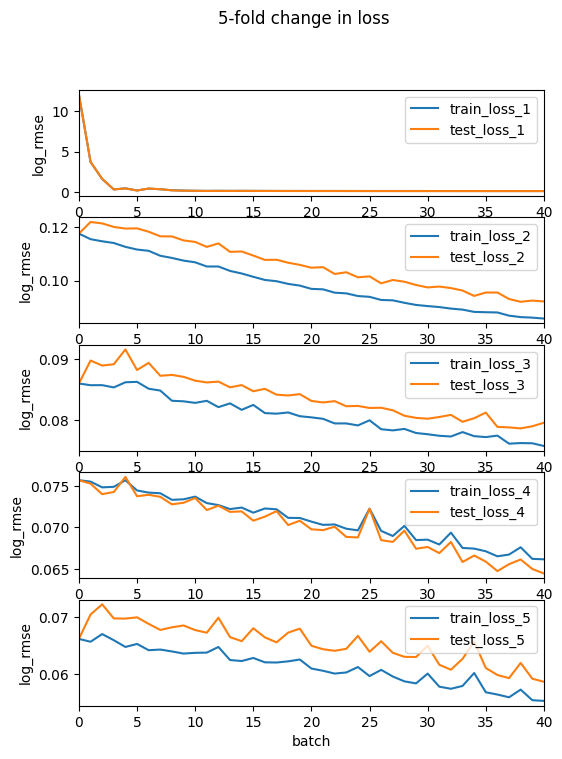 5-fold change in loss
log_rmse
10
5
0
train_loss_1
test_loss_1
0 5 10 15 20 25 30 35 40
log_rmse
0.12
0.10
train_loss_2
test_loss_2
0 5 10 15 20 25 30 35 40
log_rmse
0.09
0.08
train_loss_3
test_loss_3
0 5 10 15 20 25 30 35 40
log_rmse
0.075
0.070
0.065
train_loss_4
test_loss_4
0 5 10 15 20 25 30 35 40
log_rmse
0.07
0.06
train_loss_5
test_loss_5
0 5 10 15 20 25 30 35 40
batch